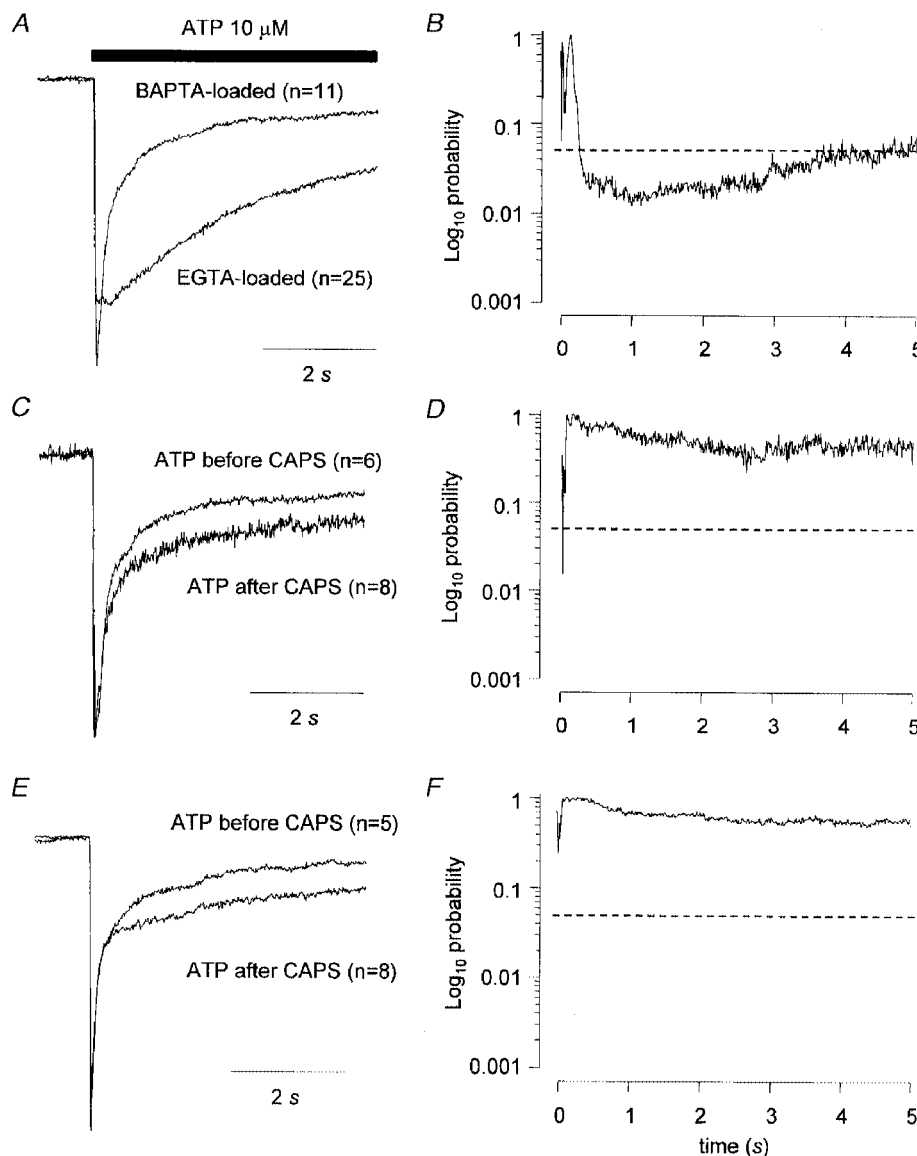 A
ATP 10 μM
BAPTA-loaded (n=11)
EGTA-loaded (n=25)
2 s
B
Log10 probability
1
0.1
0.01
0.001
0 1 2 3 4 5
C
ATP before CAPS (n=6)
ATP after CAPS (n=8)
2 s
D
Log10 probability
1
0.1
0.01
0.001
0 1 2 3 4 5
E
ATP before CAPS (n=5)
ATP after CAPS (n=8)
2 s
F
Log10 probability
1
0.1
0.01
0.001
0 1 2 3 4 5
time (s)